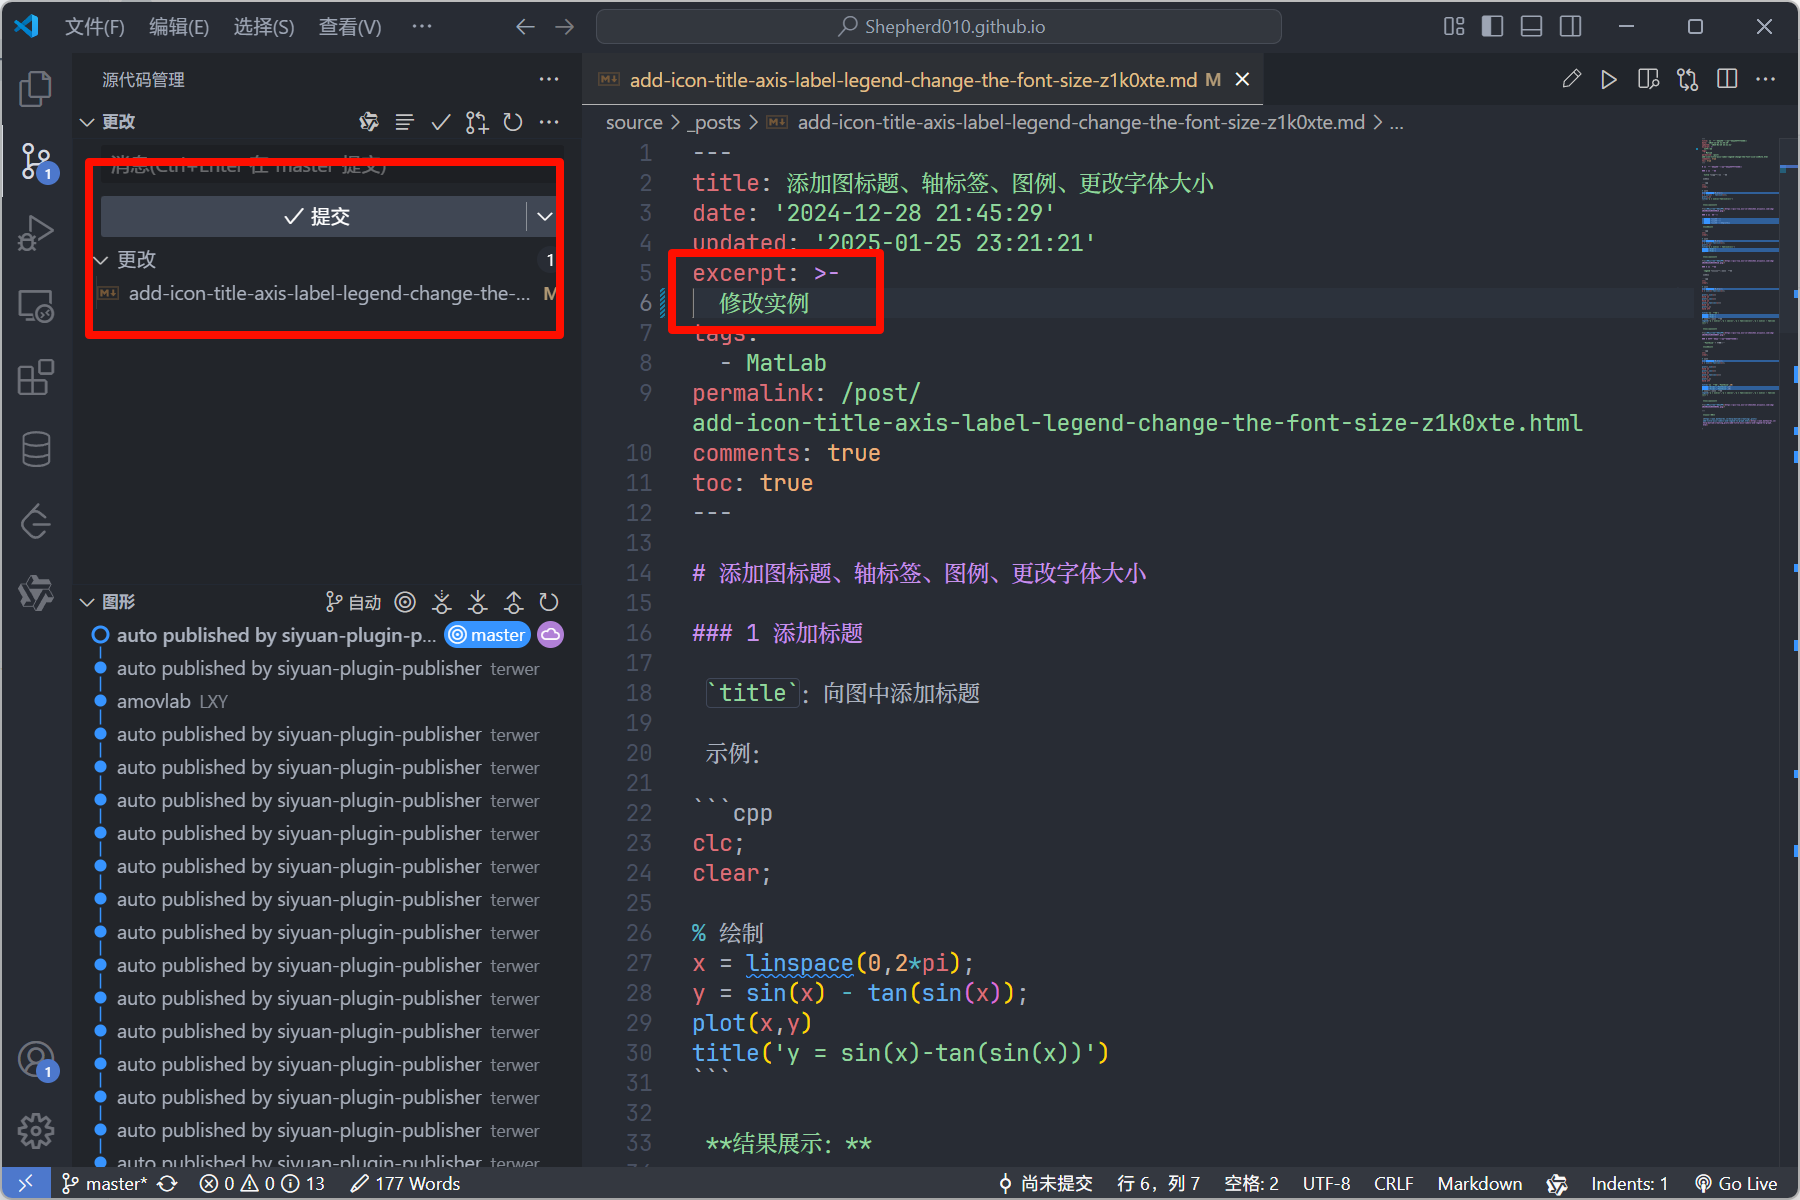 文件(F) 编辑(E) 选择(S) 查看(V) ··· Shepherd010.github.io
源代码管理
更改
消息(Ctrl+Enter 在"master"提交)
提交
更改 1
add-icon-title-axis-label-legend-change-the-... M
图形 自动
auto published by siyuan-plugin-p... master
auto published by siyuan-plugin-publisher terwer
amovlab LXY
auto published by siyuan-plugin-publisher terwer
auto published by siyuan-plugin-publisher terwer
auto published by siyuan-plugin-publisher terwer
auto published by siyuan-plugin-publisher terwer
auto published by siyuan-plugin-publisher terwer
auto published by siyuan-plugin-publisher terwer
auto published by siyuan-plugin-publisher terwer
auto published by siyuan-plugin-publisher terwer
auto published by siyuan-plugin-publisher terwer
auto published by siyuan-plugin-publisher terwer
auto published by siyuan-plugin-publisher terwer
auto published by siyuan-plugin-publisher terwer
auto published by siyuan-plugin-publisher terwer
auto published by siyuan-plugin-publisher terwer
1
1
add-icon-title-axis-label-legend-change-the-font-size-z1k0xte.md M
source > _posts > add-icon-title-axis-label-legend-change-the-font-size-z1k0xte.md > ...
1 ---
2 title: 添加图标题、轴标签、图例、更改字体大小
3 date: '2024-12-28 21:45:29'
4 updated: '2025-01-25 23:21:21'
5 excerpt: >-
6 修改实例
7 tags:
8 - MatLab
9 permalink: /post/
add-icon-title-axis-label-legend-change-the-font-size-z1k0xte.html
10 comments: true
11 toc: true
12 ---
13
14 # 添加图标题、轴标签、图例、更改字体大小
15
16 ### 1 添加标题
17
18 `title`: 向图中添加标题
19
20 示例:
21
22 ```cpp
23 clc;
24 clear;
25
26 % 绘制
27 x = linspace(0,2*pi);
28 y = sin(x) - tan(sin(x));
29 plot(x,y)
30 title('y = sin(x)-tan(sin(x))')
31 ```
32
33 **结果展示: **
master* 0 0 13 177 Words 尚未提交 行 6, 列 7 空格: 2 UTF-8 CRLF Markdown Indents: 1 Go Live